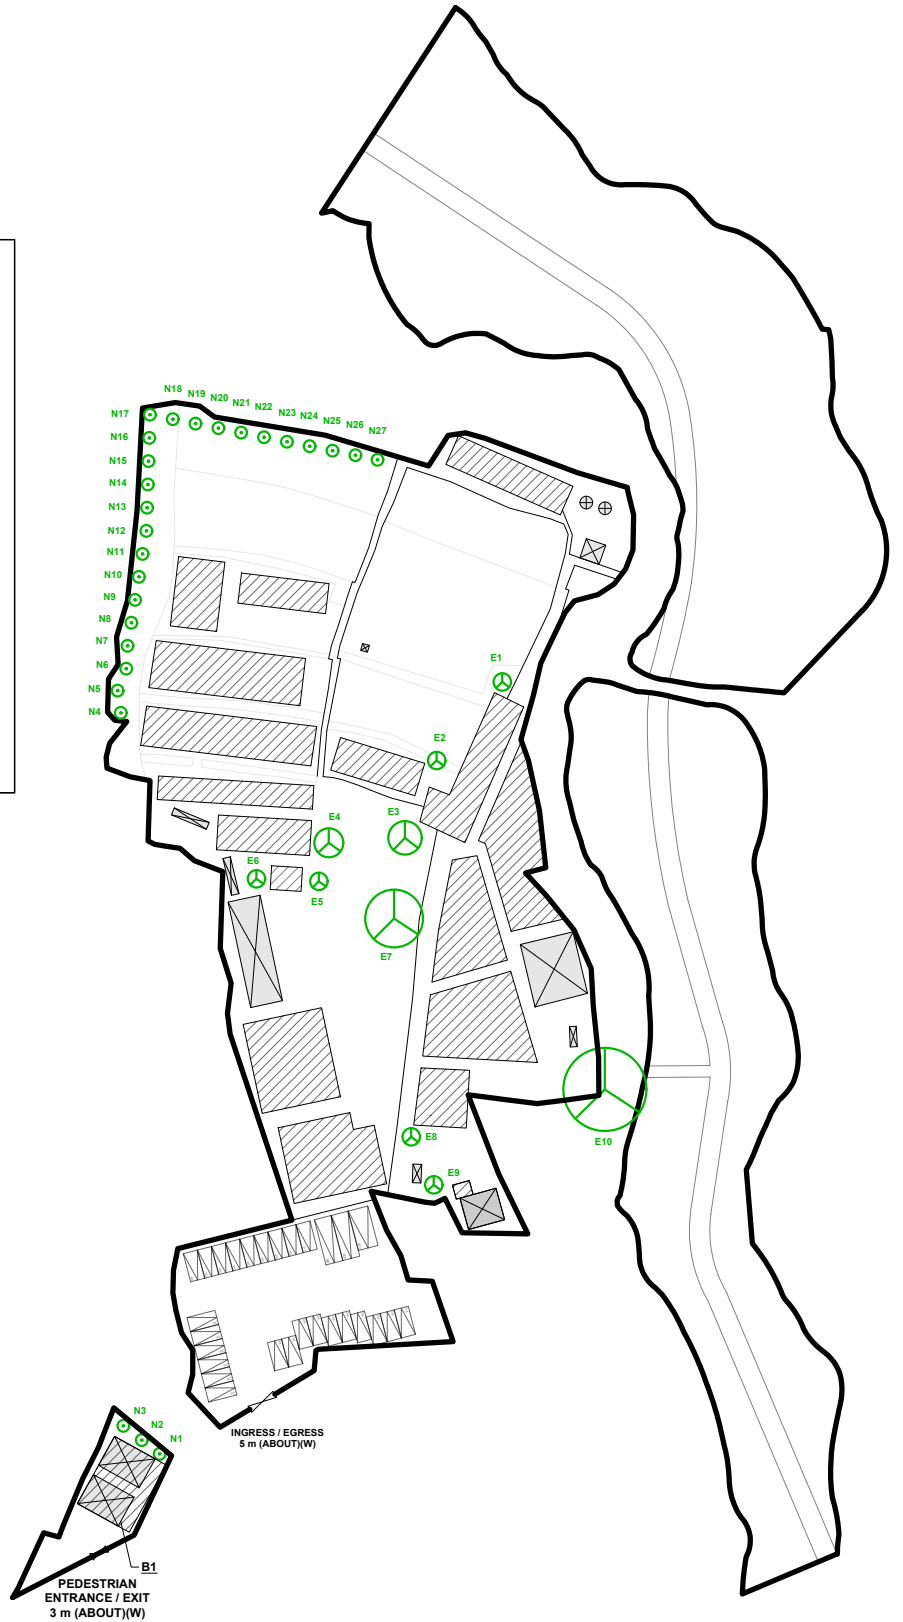 N18
N19
N20
N21
N22
N23
N24
N25
N26
N27
N17
N16
N15
N14
N13
N12
N11
N10
N9
N8
N7
N6
N5
N4
E1
E2
E3
E4
E6
E5
E7
E10
E8
E9
INGRESS / EGRESS
5 m (ABOUT)(W)
N3
N2
N1
B1
PEDESTRIAN
ENTRANCE / EXIT
3 m (ABOUT)(W)